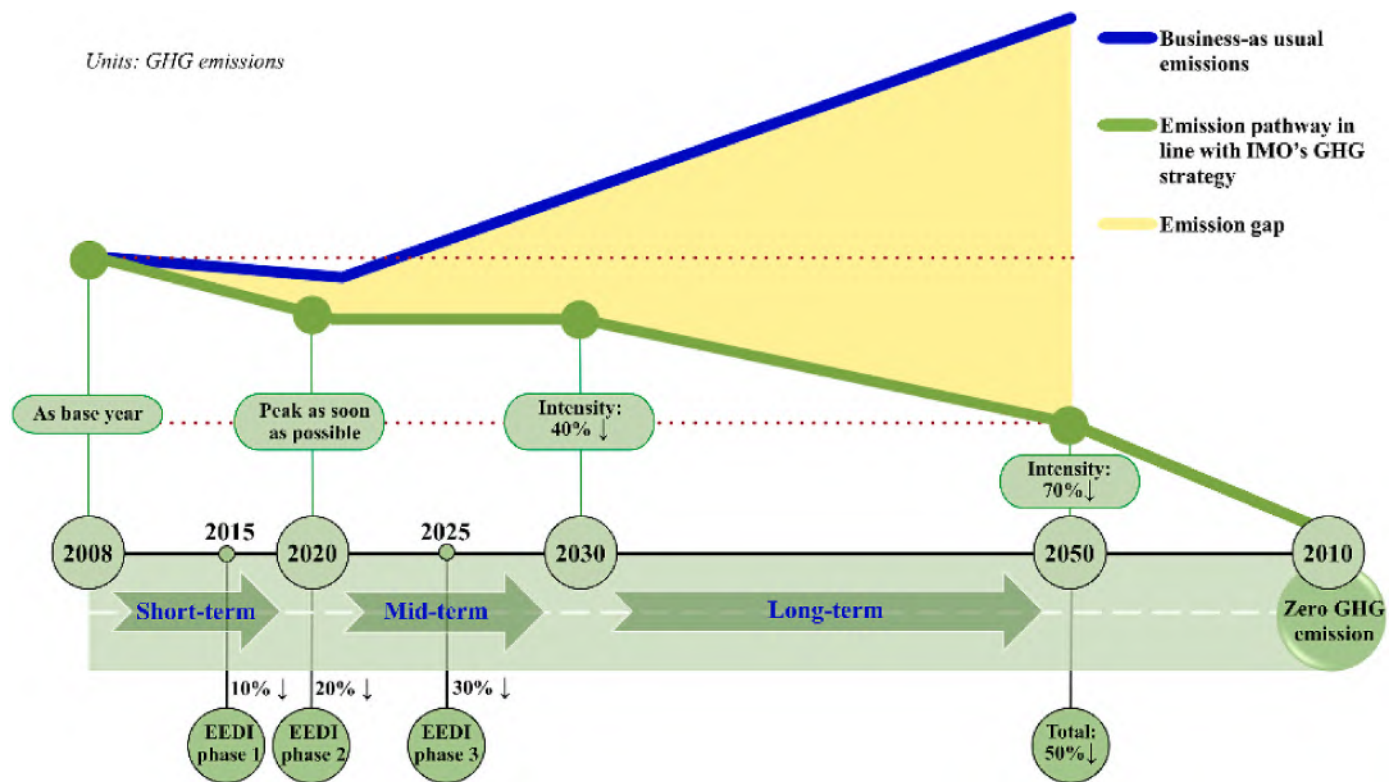 Units: GHG emissions
Business-as usual
emissions
Emission pathway in
line with IMO's GHG
strategy
Emission gap
As base year
Peak as soon
as possible
Intensity:
40% ↓
Intensity:
70%↓
2008
2015
2020
2025
2030
2050
2010
Short-term
Mid-term
Long-term
Zero GHG
emission
10% ↓
20% ↓
30% ↓
EEDI
phase 1
EEDI
phase 2
EEDI
phase 3
Total:
50%↓